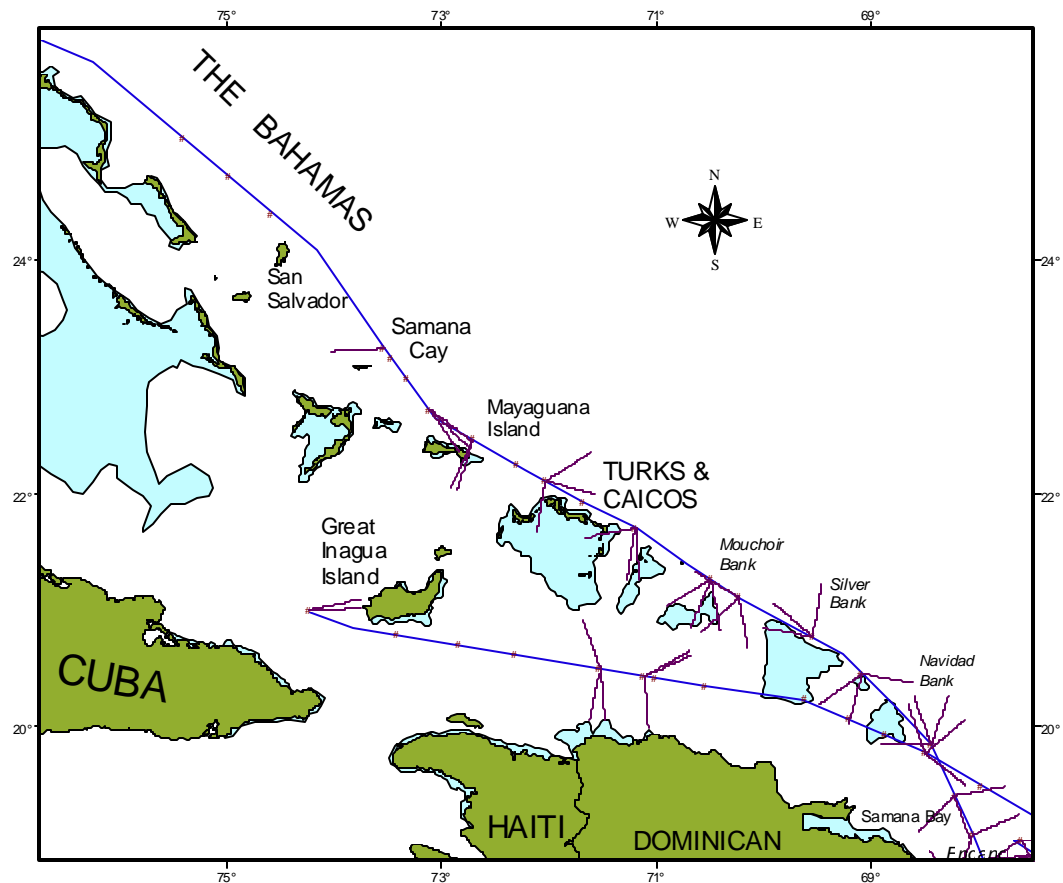 75° 73° 71° 69°
THE BAHAMAS
N
W E
S
24° 24°
San
Salvador
Samana
Cay
Mayaguana
Island
TURKS &
CAICOS
22° 22°
Great
Inagua
Island
Mouchoir
Bank
Silver
Bank
Navidad
Bank
CUBA
20° 20°
Samana Bay
HAITI
DOMINICAN
75° 73° 71° 69°